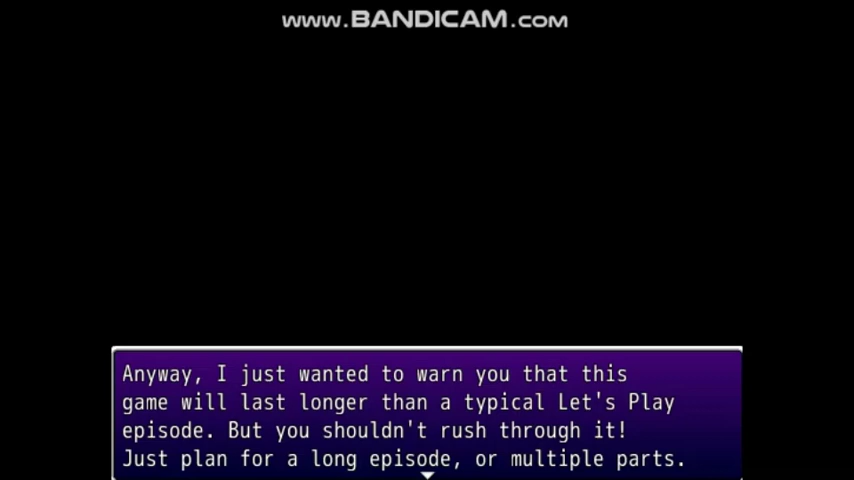 www.BANDICAM.com
Anyway, I just wanted to warn you that this
game will last longer than a typical Let's Play
episode. But you shouldn't rush through it!
Just plan for a long episode, or multiple parts.